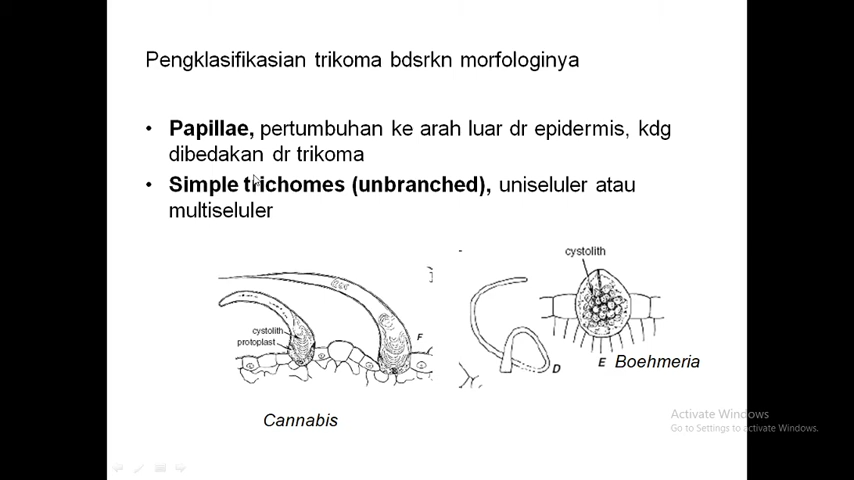 Pengklasifikasian trikoma bdsrkn morfologinya
• Papillae, pertumbuhan ke arah luar dr epidermis, kdg
dibedakan dr trikoma
• Simple trichomes (unbranched), uniseluler atau
multiseluler
cystolith
cystolith
protoplast
F
D
E Boehmeria
Cannabis
Activate Windows
Go to Settings to activate Windows.